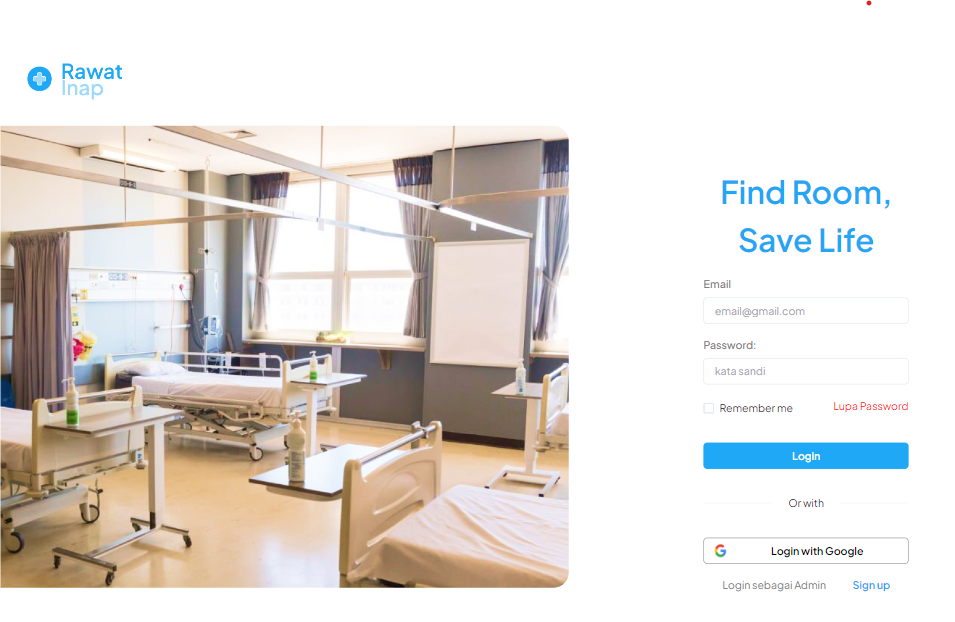 Rawat
Inap
Find Room,
Save Life
Email
email@gmail.com
Password:
kata sandi
Remember me
Lupa Password
LogIn
Or with
Login with Google
Login sebagai Admin
Sign up